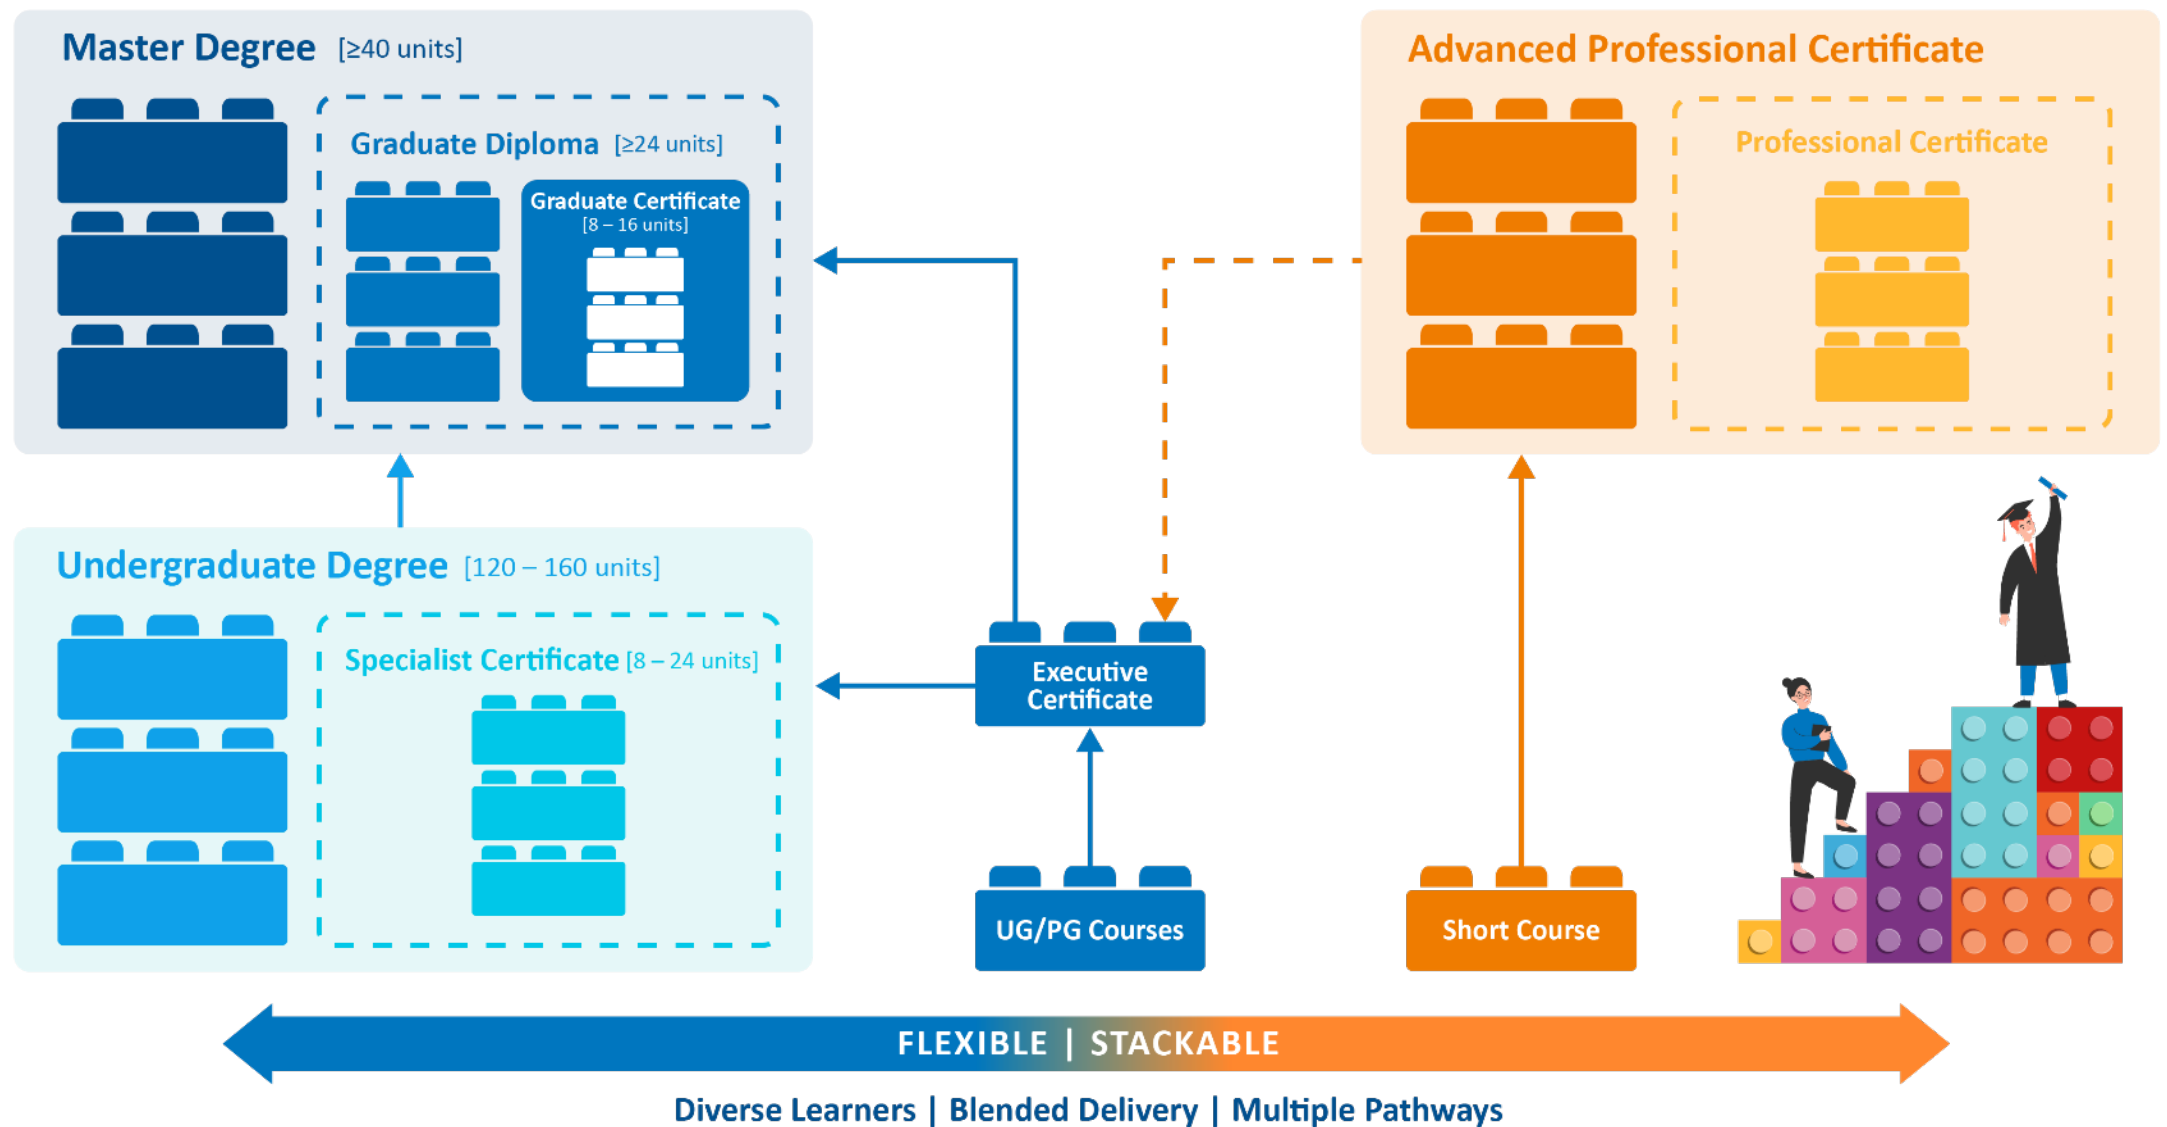 Master Degree [≥40 units]
Graduate Diploma [≥24 units]
Graduate Certificate
[8 – 16 units]
Advanced Professional Certificate
Professional Certificate
Undergraduate Degree [120 – 160 units]
Specialist Certificate [8 – 24 units]
Executive
Certificate
UG/PG Courses
Short Course
FLEXIBLE | STACKABLE
Diverse Learners | Blended Delivery | Multiple Pathways